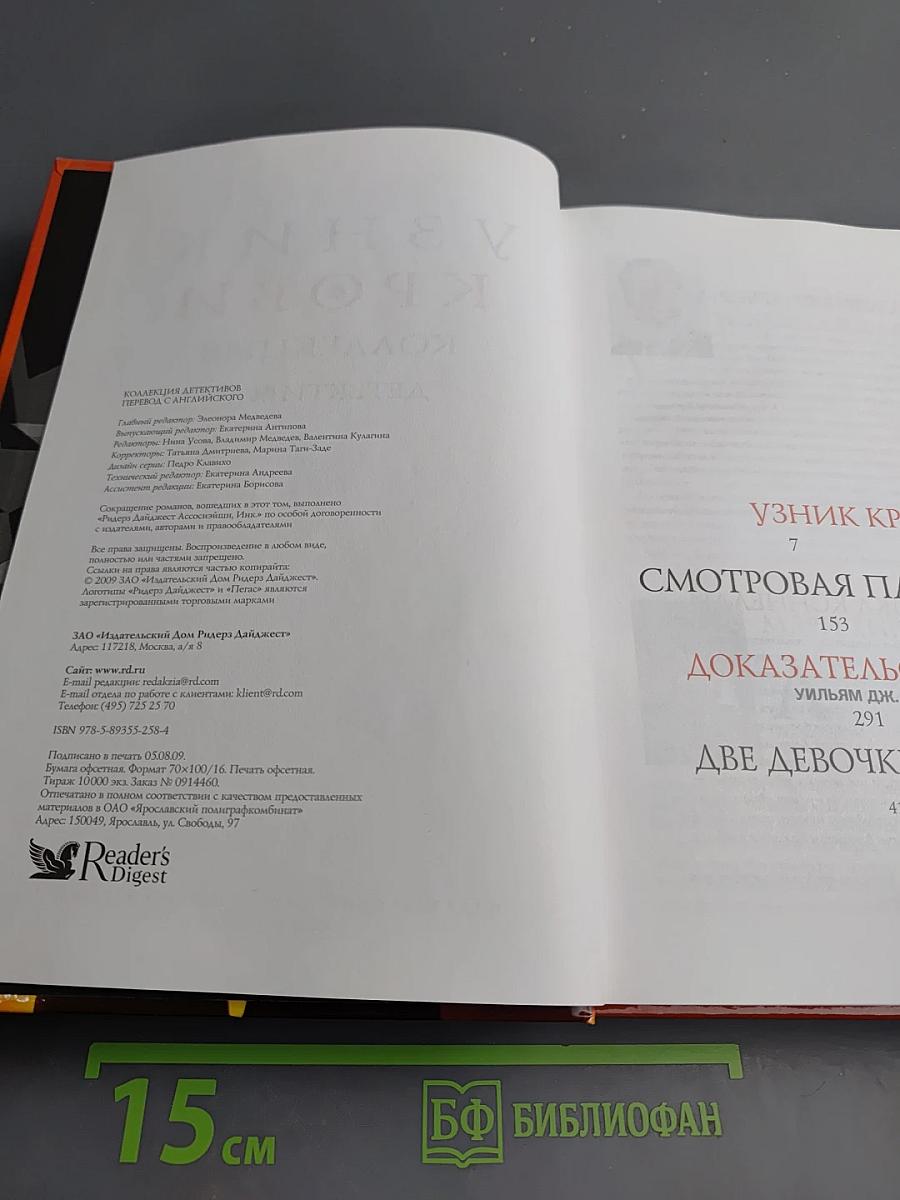 КОЛЛЕКЦИЯ ДЕТЕКТИВОВ
ПЕРЕВОД С АНГЛИЙСКОГО
Главный редактор: Элеонора Медведева
Выпускающий редактор: Екатерина Антипова
Редакторы: Нина Усова, Владимир Медведев, Валентина Кулагина
Корректоры: Татьяна Дмитриева, Марина Таги-Заде
Дизайн серии: Педро Клавихо
Технический редактор: Екатерина Андреева
Ассистент редакции: Екатерина Борисова
Сокращение романов, вошедших в этот том, выполнено
«Ридерз Дайджест Ассосиэйшн, Инк.» по особой договоренности
с издателями, авторами и правообладателями
Все права защищены. Воспроизведение в любом виде,
полностью или частями запрещено.
Ссылки на права являются частью копирайта:
© 2009 ЗАО «Издательский Дом Ридерз Дайджест».
Логотипы «Ридерз Дайджест» и «Пегас» являются
зарегистрированными торговыми марками
ЗАО «Издательский Дом Ридерз Дайджест»
Адрес: 117218, Москва, а/я 8
Сайт: www.rd.ru
E-mail редакции: redakzia@rd.com
E-mail отдела по работе с клиентами: klient@rd.com
Телефон: (495) 725 25 70
ISBN 978-5-89355-258-4
Подписано в печать 05.08.09.
Бумага офсетная. Формат 70×100/16. Печать офсетная.
Тираж 10 000 экз. Заказ № 0914460.
Отпечатано в полном соответствии с качеством предоставленных
материалов в ОАО «Ярославский полиграфкомбинат»
Адрес: 150049, Ярославль, ул. Свободы, 97
Reader's
Digest
УЗНИК КР
7
СМОТРОВАЯ ПА
153
ДОКАЗАТЕЛЬС
УИЛЬЯМ ДЖ.
291
ДВЕ ДЕВОЧК
4
15 см
БФ БИБЛИОФАН